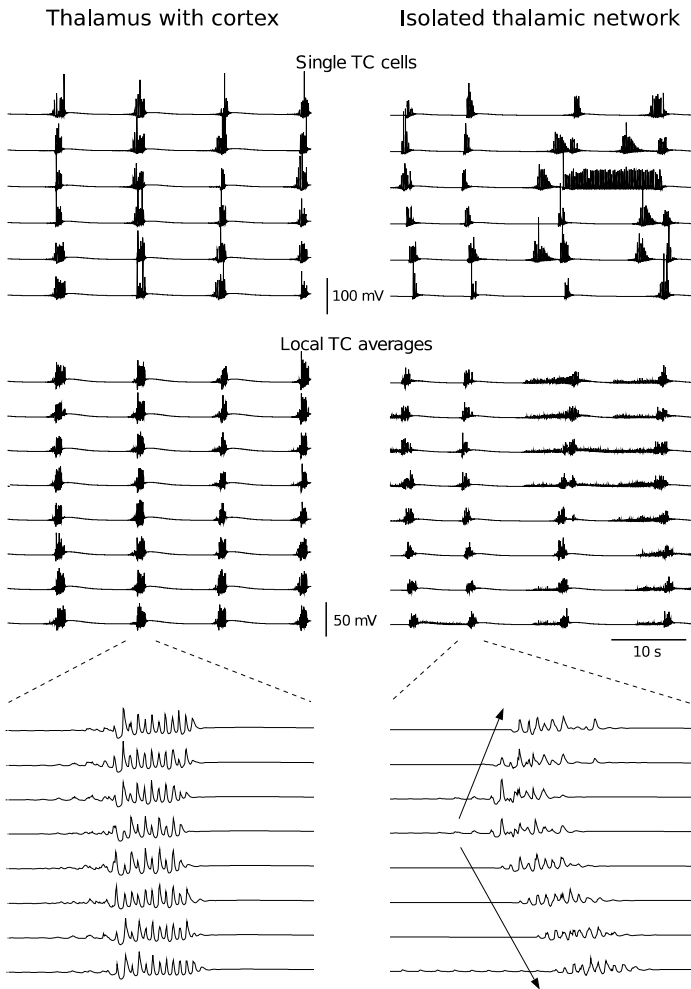 Thalamus with cortex
Isolated thalamic network
Single TC cells
100 mV
Local TC averages
50 mV
10 s